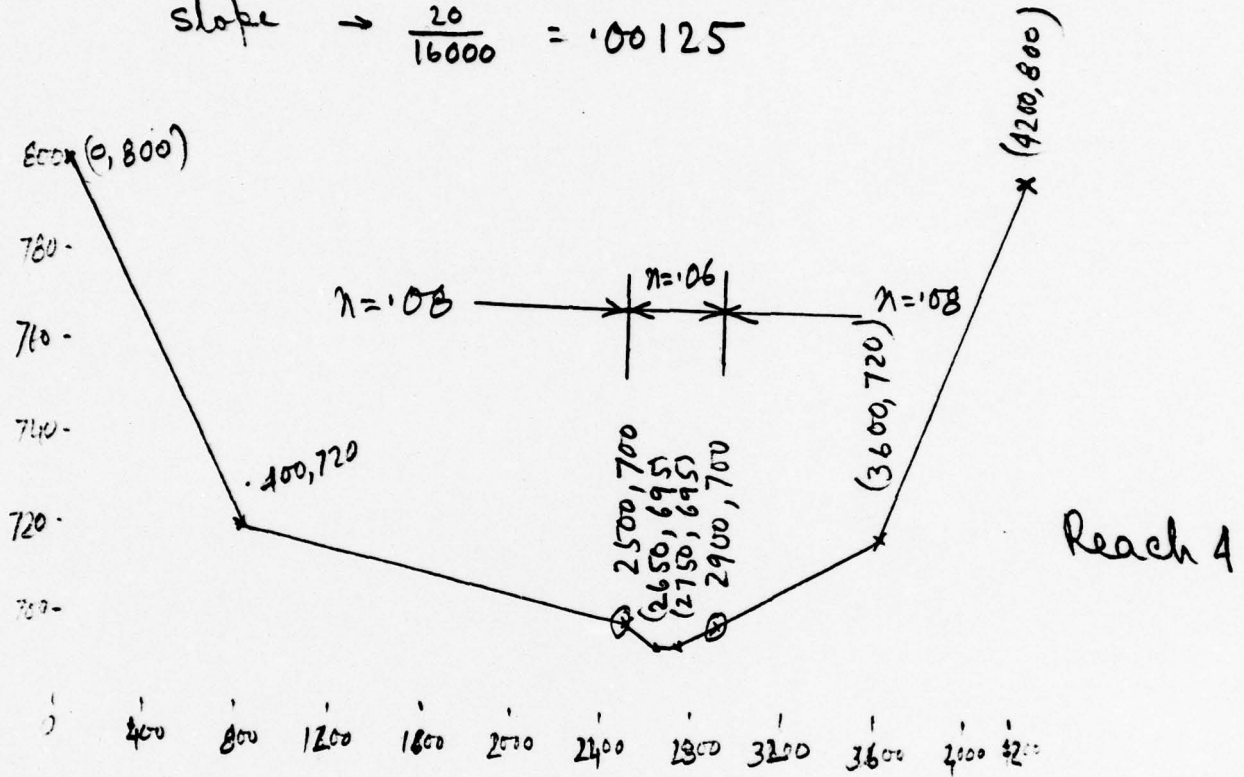 slope → 20/16000 = .00125
800 (0,800)
(4200,800)
780-
n=.08
n=.06
n=.08
760-
740-
.400,720
2500,700
(2650,695)
(2750,695)
2900,700
(3600,720)
720-
Reach 4
700-
0 400 800 1200 1600 2000 2400 2800 3200 3600